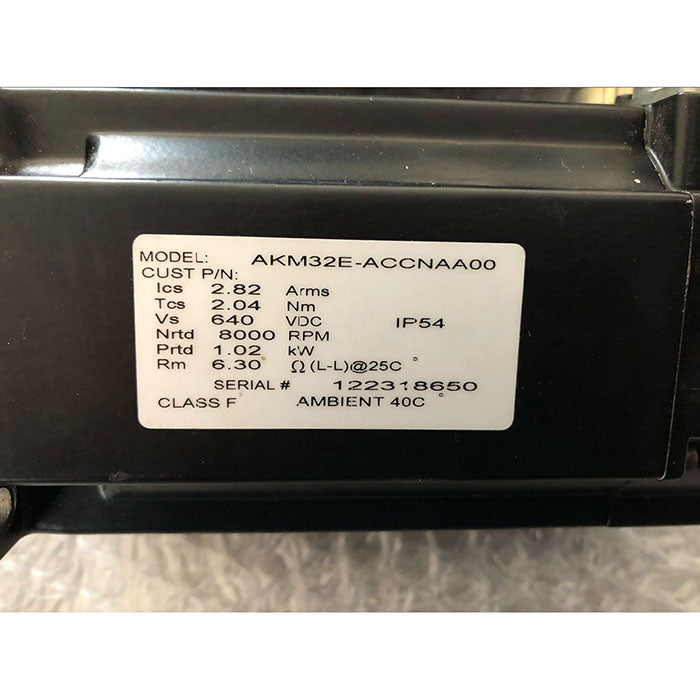 MODEL: AKM32E-ACCNAA00
CUST P/N:
Ics 2.82 Arms
Tcs 2.04 Nm
Vs 640 VDC IP54
Nrtd 8000 RPM
Prtd 1.02 kW
Rm 6.30 Ω(L-L)@25C°
SERIAL # 122318650
CLASS F AMBIENT 40C°